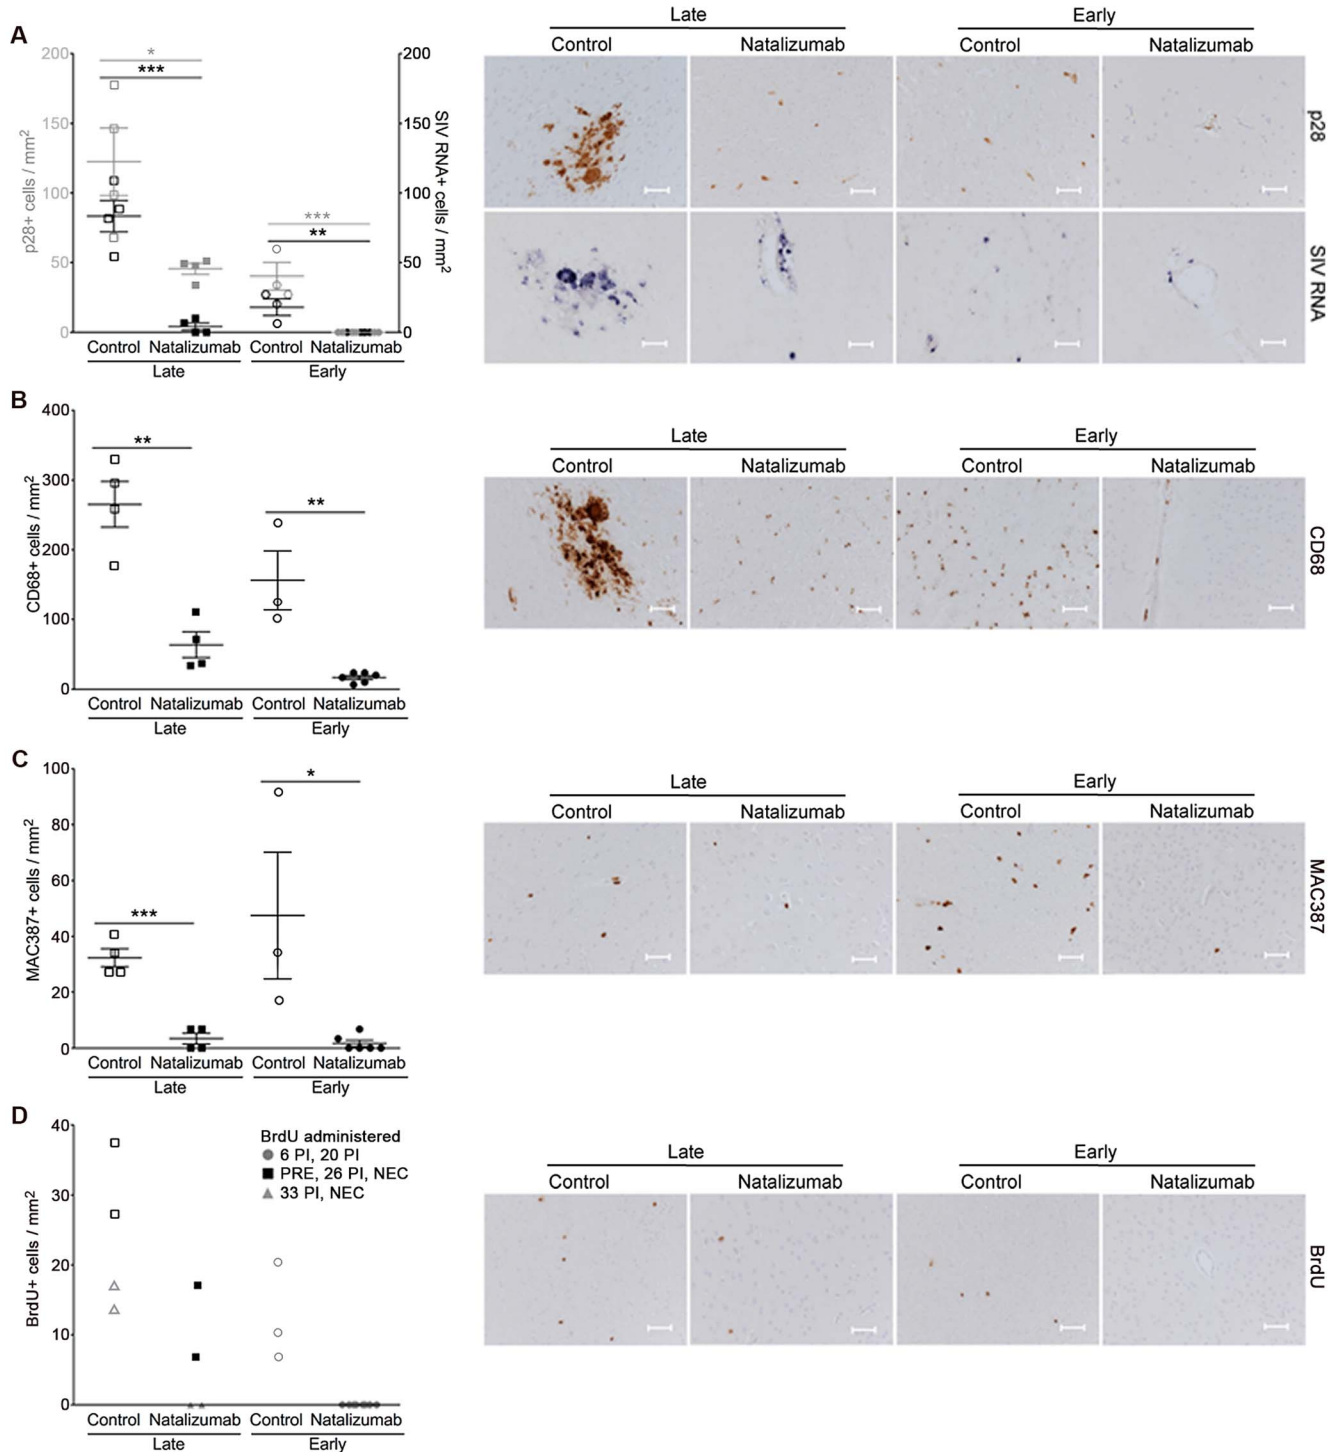 A
Late
Early
Control
Natalizumab
Control
Natalizumab
200
150
100
50
0
p28+ cells / mm2
*
***
***
**
200
150
100
50
0
SIV RNA+ cells / mm2
Control Natalizumab Control Natalizumab
Late
Early
p28
SIV RNA
B
400
300
200
100
0
CD68+ cells / mm2
**
**
Control Natalizumab Control Natalizumab
Late
Early
Late
Early
Control
Natalizumab
Control
Natalizumab
CD68
C
100
80
60
40
20
0
MAC387+ cells / mm2
***
*
Control Natalizumab Control Natalizumab
Late
Early
Late
Early
Control
Natalizumab
Control
Natalizumab
MAC387
D
40
30
20
10
0
BrdU+ cells / mm2
BrdU administered
6 PI, 20 PI
PRE, 26 PI, NEC
33 PI, NEC
Control Natalizumab Control Natalizumab
Late
Early
Late
Early
Control
Natalizumab
Control
Natalizumab
BrdU